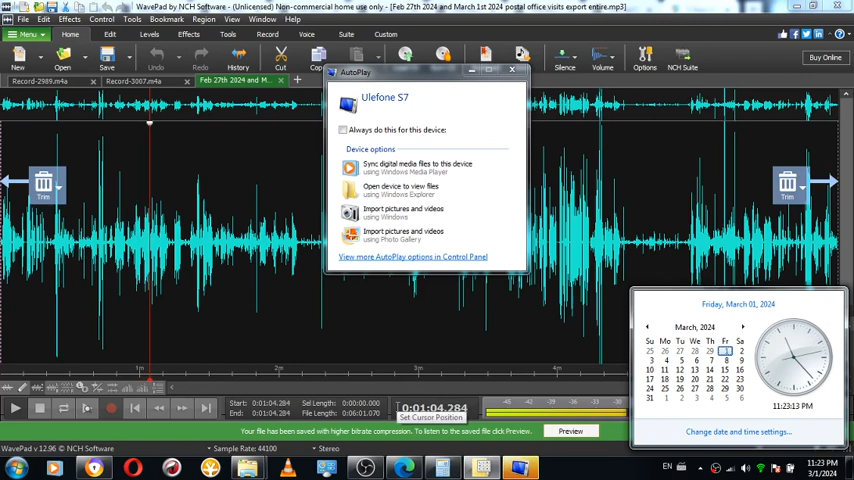 WavePad by NCH Software - (Unlicensed) Non-commercial home use only - [Feb 27th 2024 and March 1st 2024 postal office visits export entire.mp3]
File Edit Effects Control Tools Bookmark Region View Window Help
Menu Home Edit Levels Effects Tools Record Voice Suite Custom
New Open Save Undo History Cut Cop Silence Volume Options NCH Suite Buy Online
Record-2989.m4a Record-3007.m4a Feb 27th 2024 and M...
AutoPlay
Ulefone S7
Always do this for this device:
Device options
Sync digital media files to this device
using Windows Media Player
Open device to view files
using Windows Explorer
Import pictures and videos
using Windows
Import pictures and videos
using Photo Gallery
View more AutoPlay options in Control Panel
Trim
Trim
Friday, March 01, 2024
March, 2024
Su Mo Tu We Th Fr Sa
25 26 27 28 29 1 2
3 4 5 6 7 8 9
10 11 12 13 14 15 16
17 18 19 20 21 22 23
24 25 26 27 28 29 30
31 1 2 3 4 5 6
11:23:13 PM
Change date and time settings...
1m 2m 3m 4m
Start: 0:01:04.284 Sel Length: 0:00:00.000
End: 0:01:04.284 File Length: 0:06:01.070
0:01:04.284
Set Cursor Position
-45 -42 -39 -36 -33 -30 -27
Your file has been saved with higher bitrate compression. To listen to the saved file click Preview. Preview
WavePad v 12.96 © NCH Software Sample Rate: 44100 Stereo
EN 11:23 PM
3/1/2024